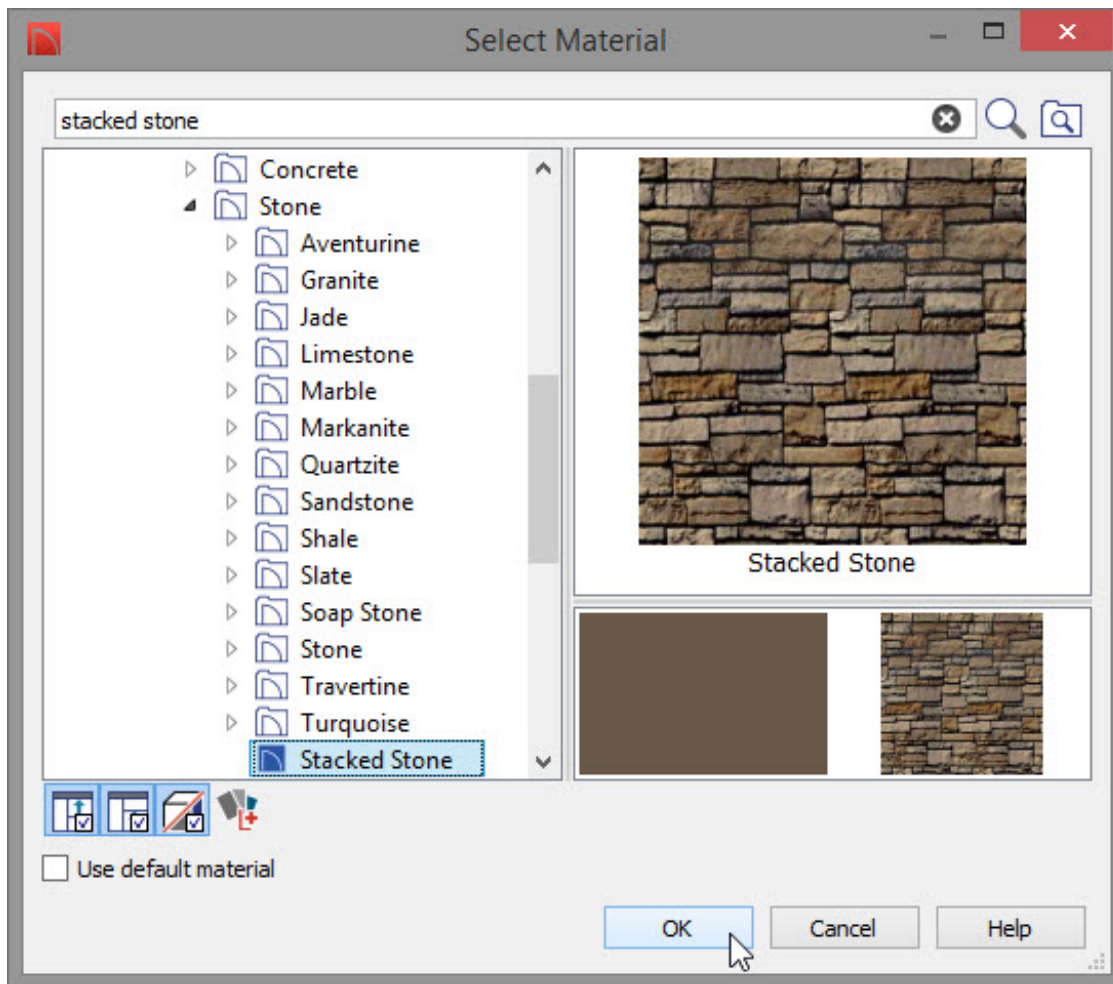 Select Material
stacked stone
Concrete
Stone
Aventurine
Granite
Jade
Limestone
Marble
Markanite
Quartzite
Sandstone
Shale
Slate
Soap Stone
Stone
Travertine
Turquoise
Stacked Stone
Stacked Stone
Use default material
OK
Cancel
Help